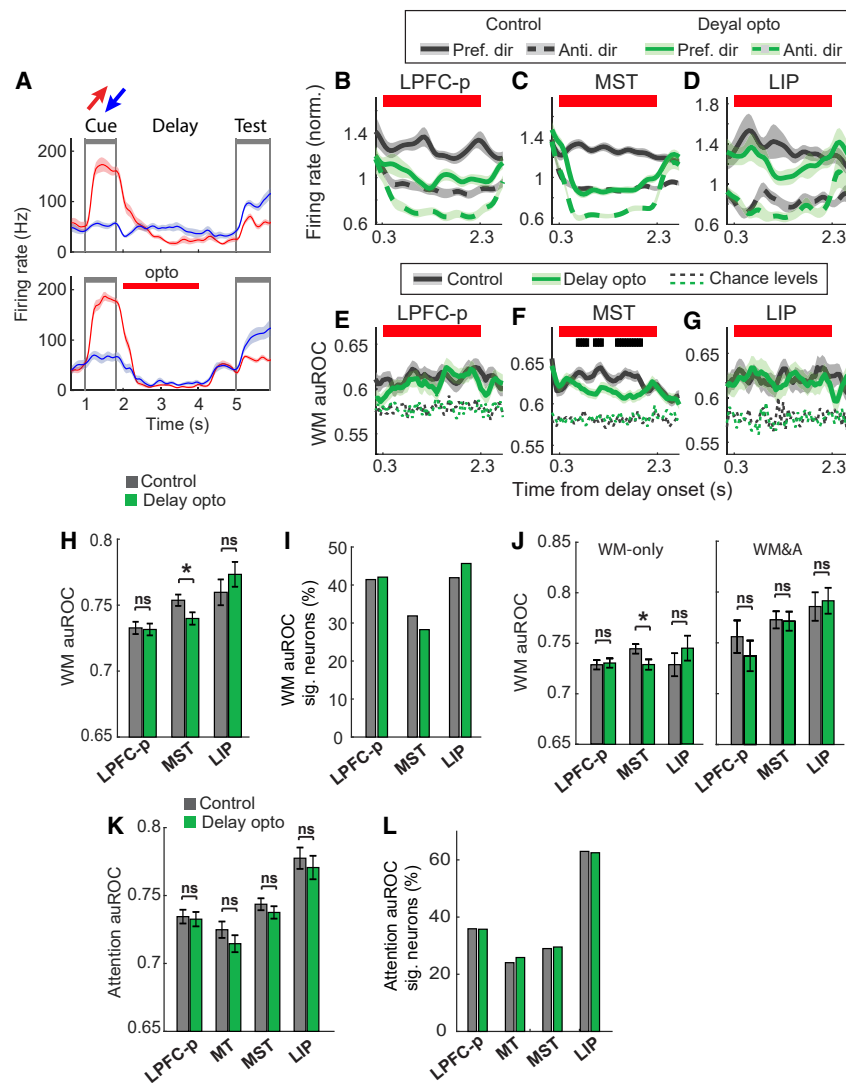 Control Deyal opto
Pref. dir Anti. dir Pref. dir Anti. dir
A
Cue Delay Test
200
100
0
opto
200
100
0
Firing rate (Hz)
1 2 3 4 5
Time (s)
B LPFC-p C MST D LIP
Firing rate (norm.)
1.4
1
0.6
0.3 2.3
1.4
1
0.6
0.3 2.3
1.8
1.4
1
0.6
0.3 2.3
Control Delay opto Chance levels
E LPFC-p F MST G LIP
WM auROC
0.65
0.6
0.55
0.3 2.3
0.65
0.6
0.55
0.3 2.3
0.65
0.6
0.55
0.3 2.3
Time from delay onset (s)
Control
Delay opto
H
WM auROC
0.8
0.75
0.7
0.65
ns * ns
LPFC-p MST LIP
I
WM auROC
sig. neurons (%)
50
40
30
20
10
0
LPFC-p MST LIP
J
WM auROC
0.85
0.8
0.75
0.7
0.65
WM-only
ns * ns
LPFC-p MST LIP
WM&A
ns ns ns
LPFC-p MST LIP
K
Control
Delay opto
Attention auROC
0.8
0.75
0.7
0.65
ns ns ns ns
LPFC-p MT MST LIP
L
Attention auROC
sig. neurons (%)
60
40
20
0
LPFC-p MT MST LIP